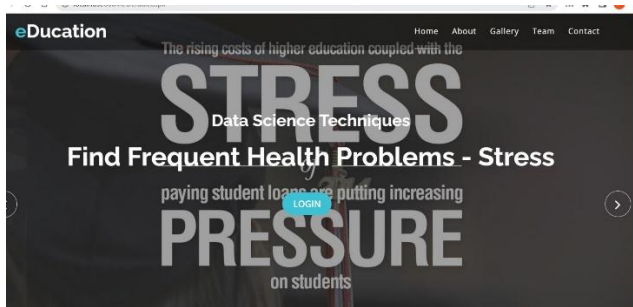 eDucation
Home About Gallery Team Contact
The rising costs of higher education coupled with the
STRESS
Data Science Techniques
Find Frequent Health Problems - Stress
of
paying student loans are putting increasing
LOGIN
PRESSURE
on students